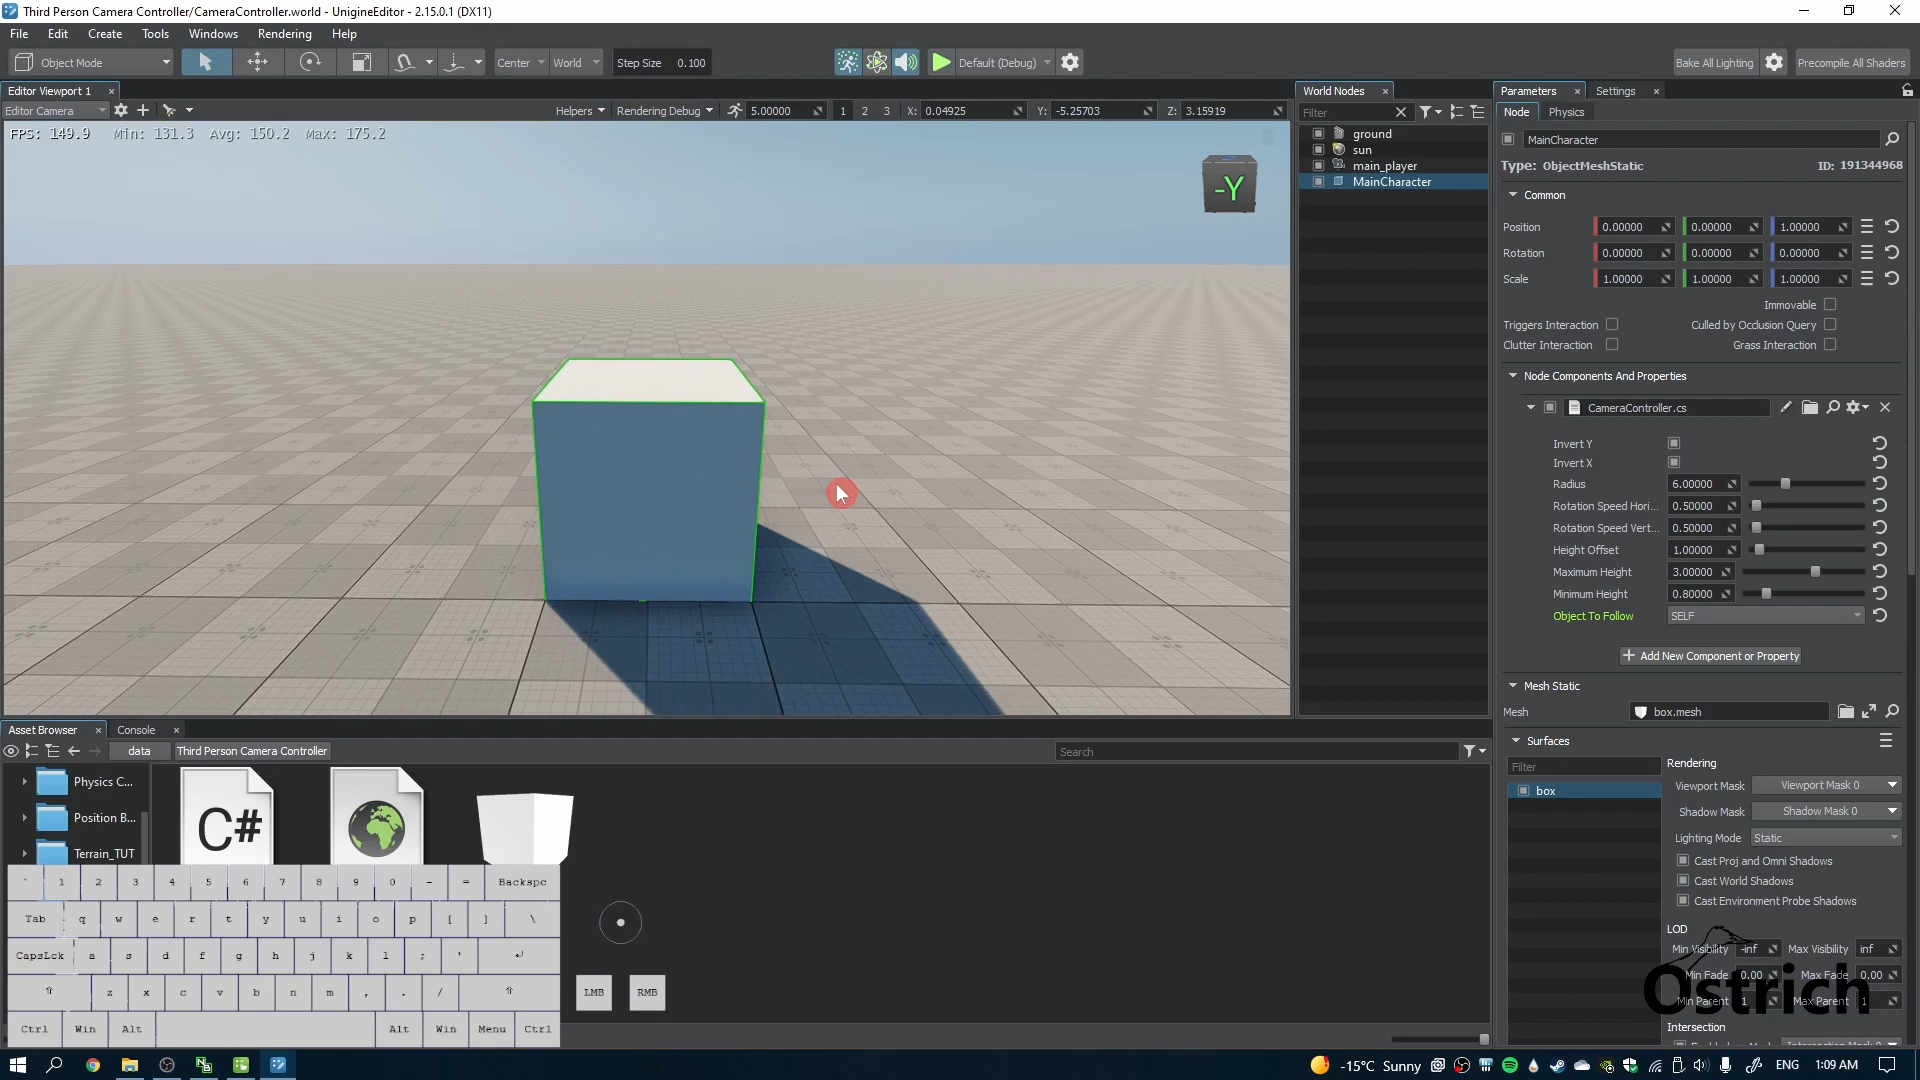 Third Person Camera Controller/CameraController.world - UnigineEditor - 2.15.0.1 (DX11)
File Edit Create Tools Windows Rendering Help
Object Mode Center World Step Size 0.100 Default (Debug) Bake All Lighting Precompile All Shaders
Editor Viewport 1
Editor Camera Helpers Rendering Debug 5.00000 1 2 3 X: 0.04925 Y: -5.25703 Z: 3.15919
FPS: 149.9 Min: 131.3 Avg: 150.2 Max: 175.2
-Y
World Nodes
Filter
ground
sun
main_player
MainCharacter
Parameters Settings
Node Physics
MainCharacter
Type: ObjectMeshStatic ID: 191344968
Common
Position 0.00000 0.00000 1.00000
Rotation 0.00000 0.00000 0.00000
Scale 1.00000 1.00000 1.00000
Immovable
Triggers Interaction Culled by Occlusion Query
Clutter Interaction Grass Interaction
Node Components And Properties
CameraController.cs
Invert Y
Invert X
Radius 6.00000
Rotation Speed Hori... 0.50000
Rotation Speed Vert... 0.50000
Height Offset 1.00000
Maximum Height 3.00000
Minimum Height 0.80000
Object To Follow SELF
Add New Component or Property
Mesh Static
Mesh box.mesh
Surfaces
Filter
box
Rendering
Viewport Mask Viewport Mask 0
Shadow Mask Shadow Mask 0
Lighting Mode Static
Cast Proj and Omni Shadows
Cast World Shadows
Cast Environment Probe Shadows
LOD
Min Visibility -inf Max Visibility inf
Min Fade 0.00 Max Fade 0.00
Min Parent 1 Max Parent 1
Intersection
Ostrich
Asset Browser Console
data Third Person Camera Controller Search
Physics C...
Position B...
Terrain_TUT
C#
` 1 2 3 4 5 6 7 8 9 0 - = Backspc
Tab q w e r t y u i o p [ ] \
CapsLck a s d f g h j k l ; '
z x c v b n m , . /
Ctrl Win Alt Alt Win Menu Ctrl
LMB RMB
-15°C Sunny ENG 1:09 AM